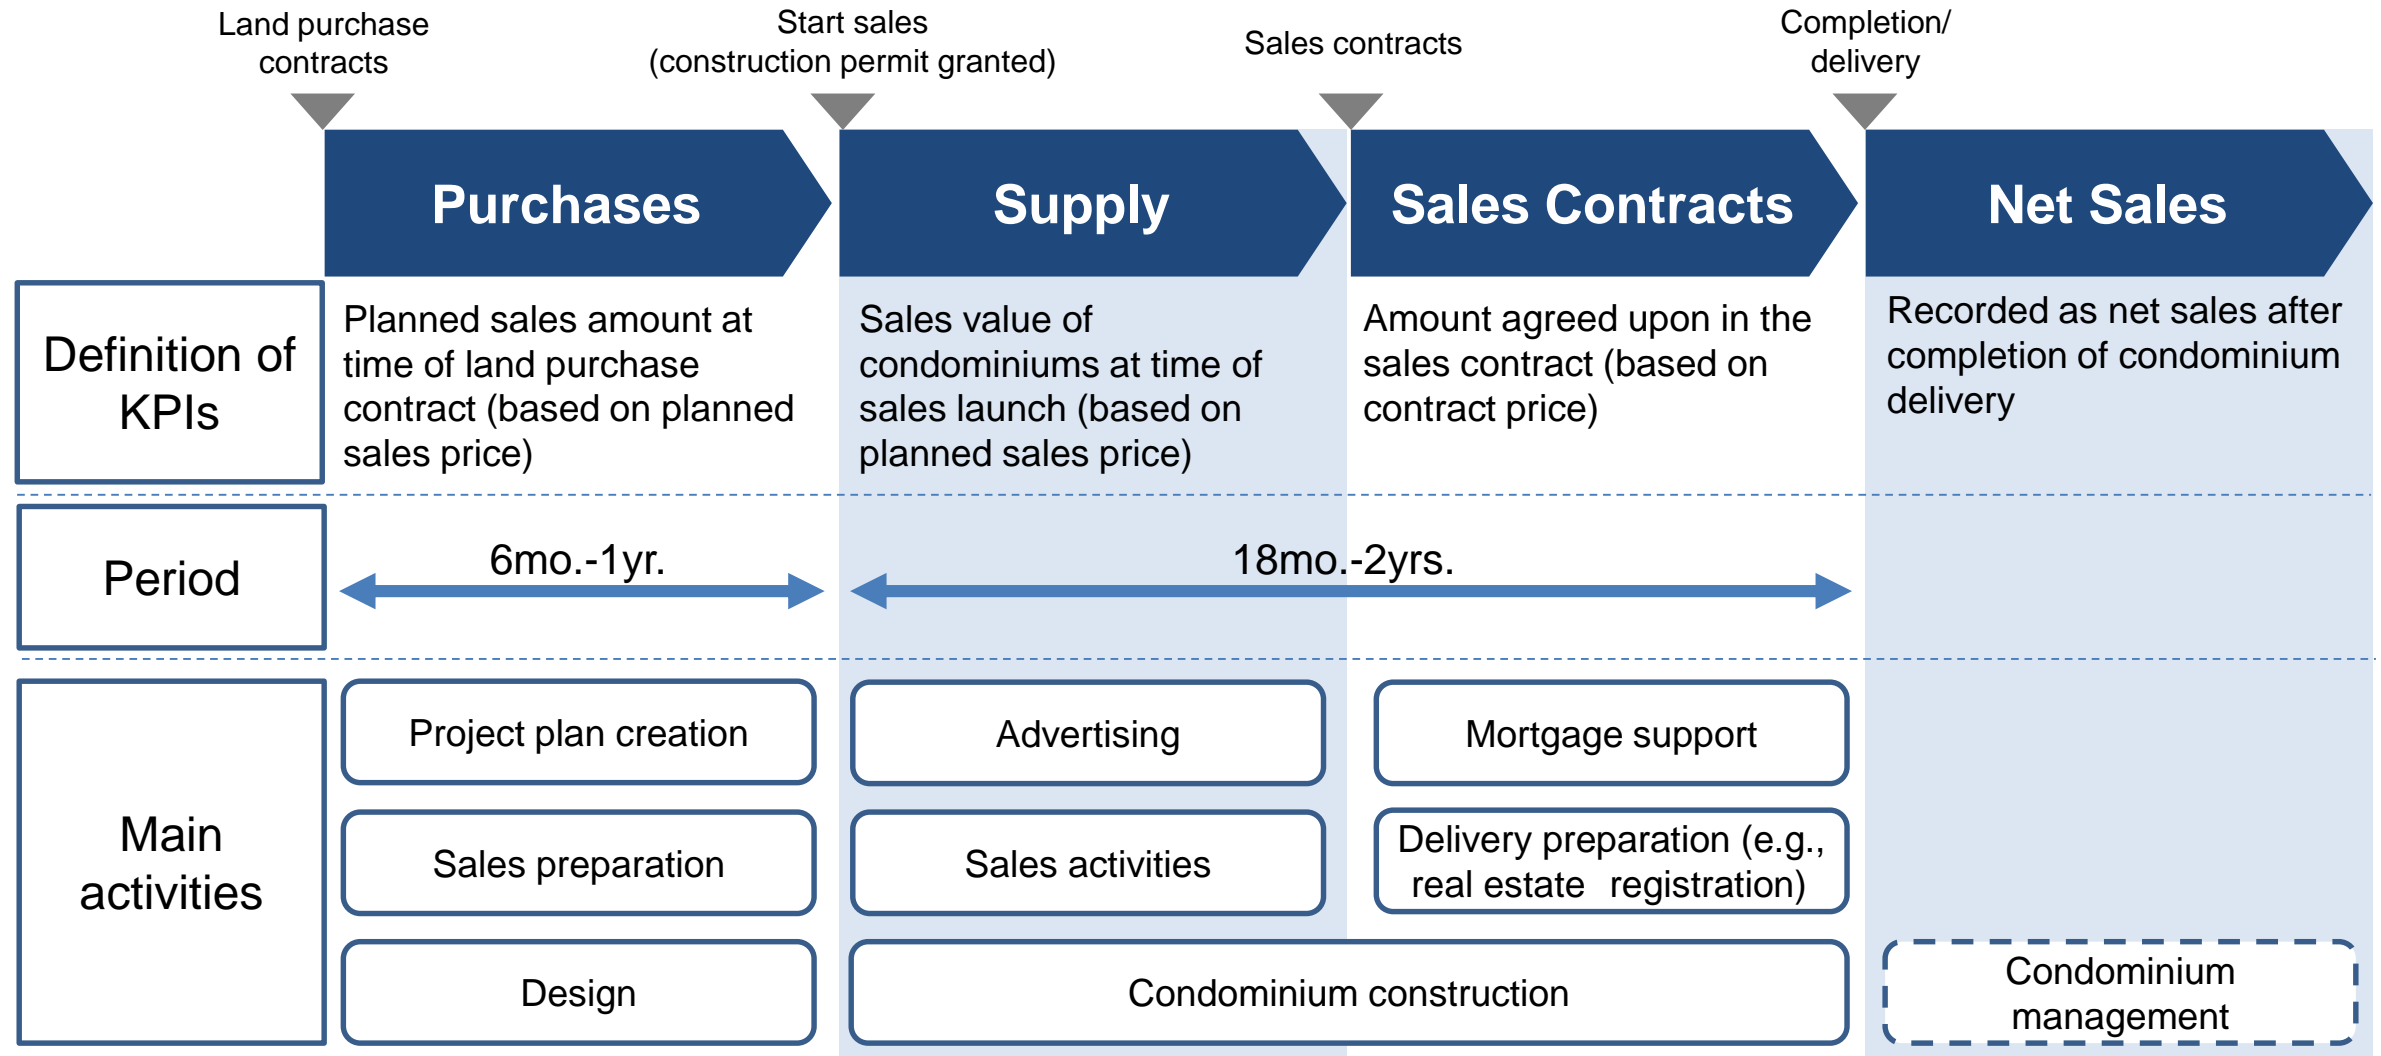 Land purchase
contracts
Start sales
(construction permit granted)
Sales contracts
Completion/
delivery
Purchases
Supply
Sales Contracts
Net Sales
Definition of
KPIs
Planned sales amount at
time of land purchase
contract (based on planned
sales price)
Sales value of
condominiums at time of
sales launch (based on
planned sales price)
Amount agreed upon in the
sales contract (based on
contract price)
Recorded as net sales after
completion of condominium
delivery
Period
6mo.-1yr.
18mo.-2yrs.
Main
activities
Project plan creation
Advertising
Mortgage support
Sales preparation
Sales activities
Delivery preparation (e.g.,
real estate registration)
Design
Condominium construction
Condominium
management